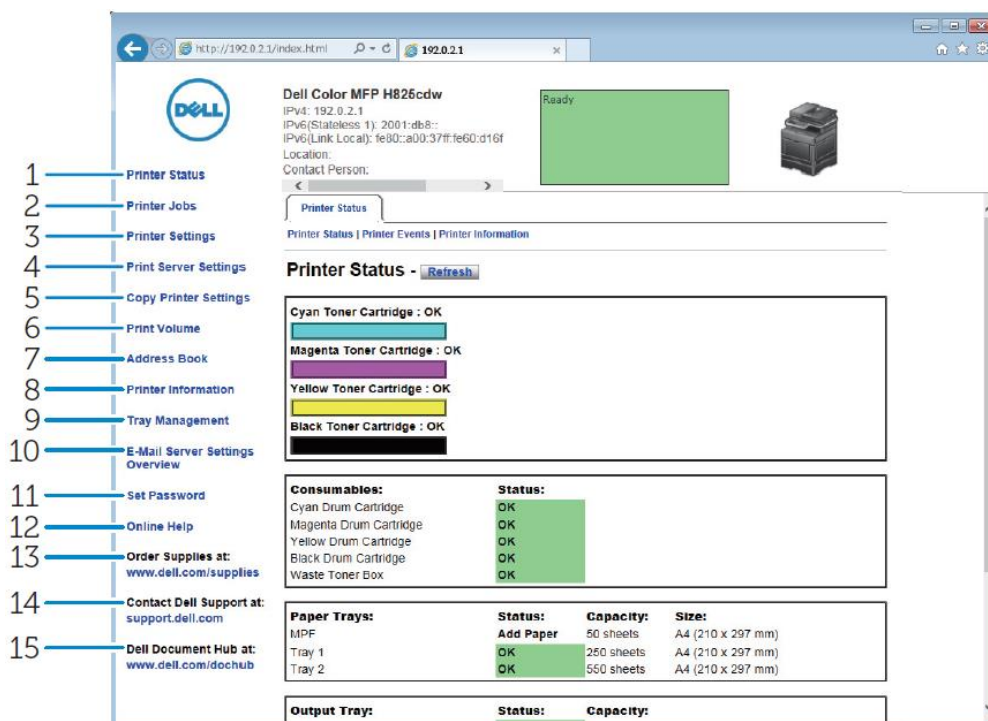 http://192.0.2.1/index.html
192.0.2.1
DELL
Dell Color MFP H825cdw
IPv4: 192.0.2.1
IPv6(Stateless 1): 2001:db8::
IPv6(Link Local): fe80::a00:37ff:fe60:d16f
Location:
Contact Person:
Ready
1 Printer Status
2 Printer Jobs
3 Printer Settings
4 Print Server Settings
5 Copy Printer Settings
6 Print Volume
7 Address Book
8 Printer Information
9 Tray Management
10 E-Mail Server Settings
Overview
11 Set Password
12 Online Help
13 Order Supplies at:
www.dell.com/supplies
14 Contact Dell Support at:
support.dell.com
15 Dell Document Hub at:
www.dell.com/dochub
Printer Status
Printer Status | Printer Events | Printer Information
Printer Status - Refresh
Cyan Toner Cartridge : OK
Magenta Toner Cartridge : OK
Yellow Toner Cartridge : OK
Black Toner Cartridge : OK
Consumables: Status:
Cyan Drum Cartridge OK
Magenta Drum Cartridge OK
Yellow Drum Cartridge OK
Black Drum Cartridge OK
Waste Toner Box OK
Paper Trays: Status: Capacity: Size:
MPF Add Paper 50 sheets A4 (210 x 297 mm)
Tray 1 OK 250 sheets A4 (210 x 297 mm)
Tray 2 OK 550 sheets A4 (210 x 297 mm)
Output Tray: Status: Capacity: